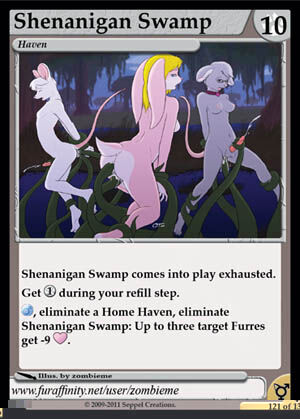 Shenanigan Swamp 10
Haven
Shenanigan Swamp comes into play exhausted.
Get 1 during your refill step.
, eliminate a Home Haven, eliminate
Shenanigan Swamp: Up to three target Furres
get -9 .
Illus. by zombieme
www.furaffinity.net/user/zombieme
© 2009-2011 Seppel Creations.
121 of 13